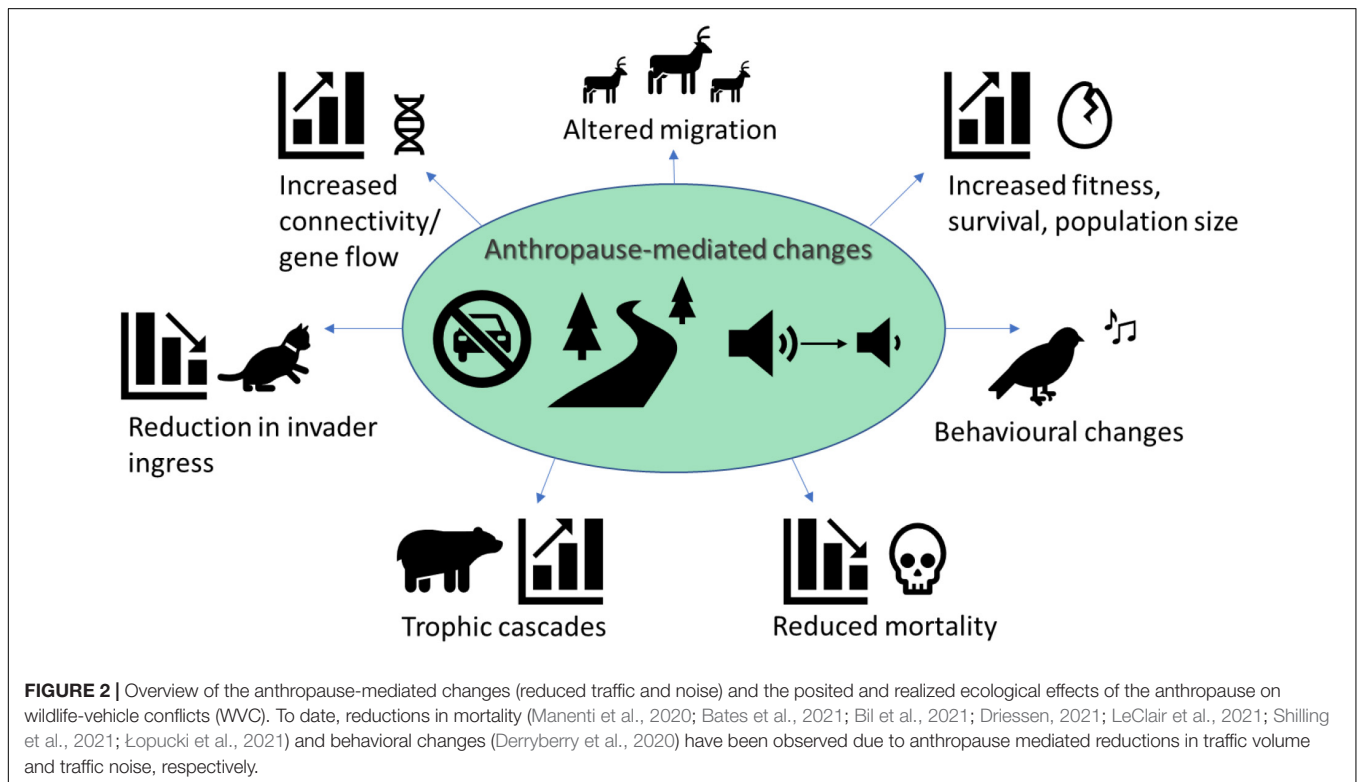 Altered migration
Increased
connectivity/
gene flow
Increased fitness,
survival, population size
Anthropause-mediated changes
Reduction in invader
ingress
Behavioural changes
Trophic cascades
Reduced mortality
FIGURE 2 | Overview of the anthropause-mediated changes (reduced traffic and noise) and the posited and realized ecological effects of the anthropause on
wildlife-vehicle conflicts (WVC). To date, reductions in mortality (Manenti et al., 2020; Bates et al., 2021; Bil et al., 2021; Driessen, 2021; LeClair et al., 2021; Shilling
et al., 2021; Łopucki et al., 2021) and behavioral changes (Derryberry et al., 2020) have been observed due to anthropause mediated reductions in traffic volume
and traffic noise, respectively.